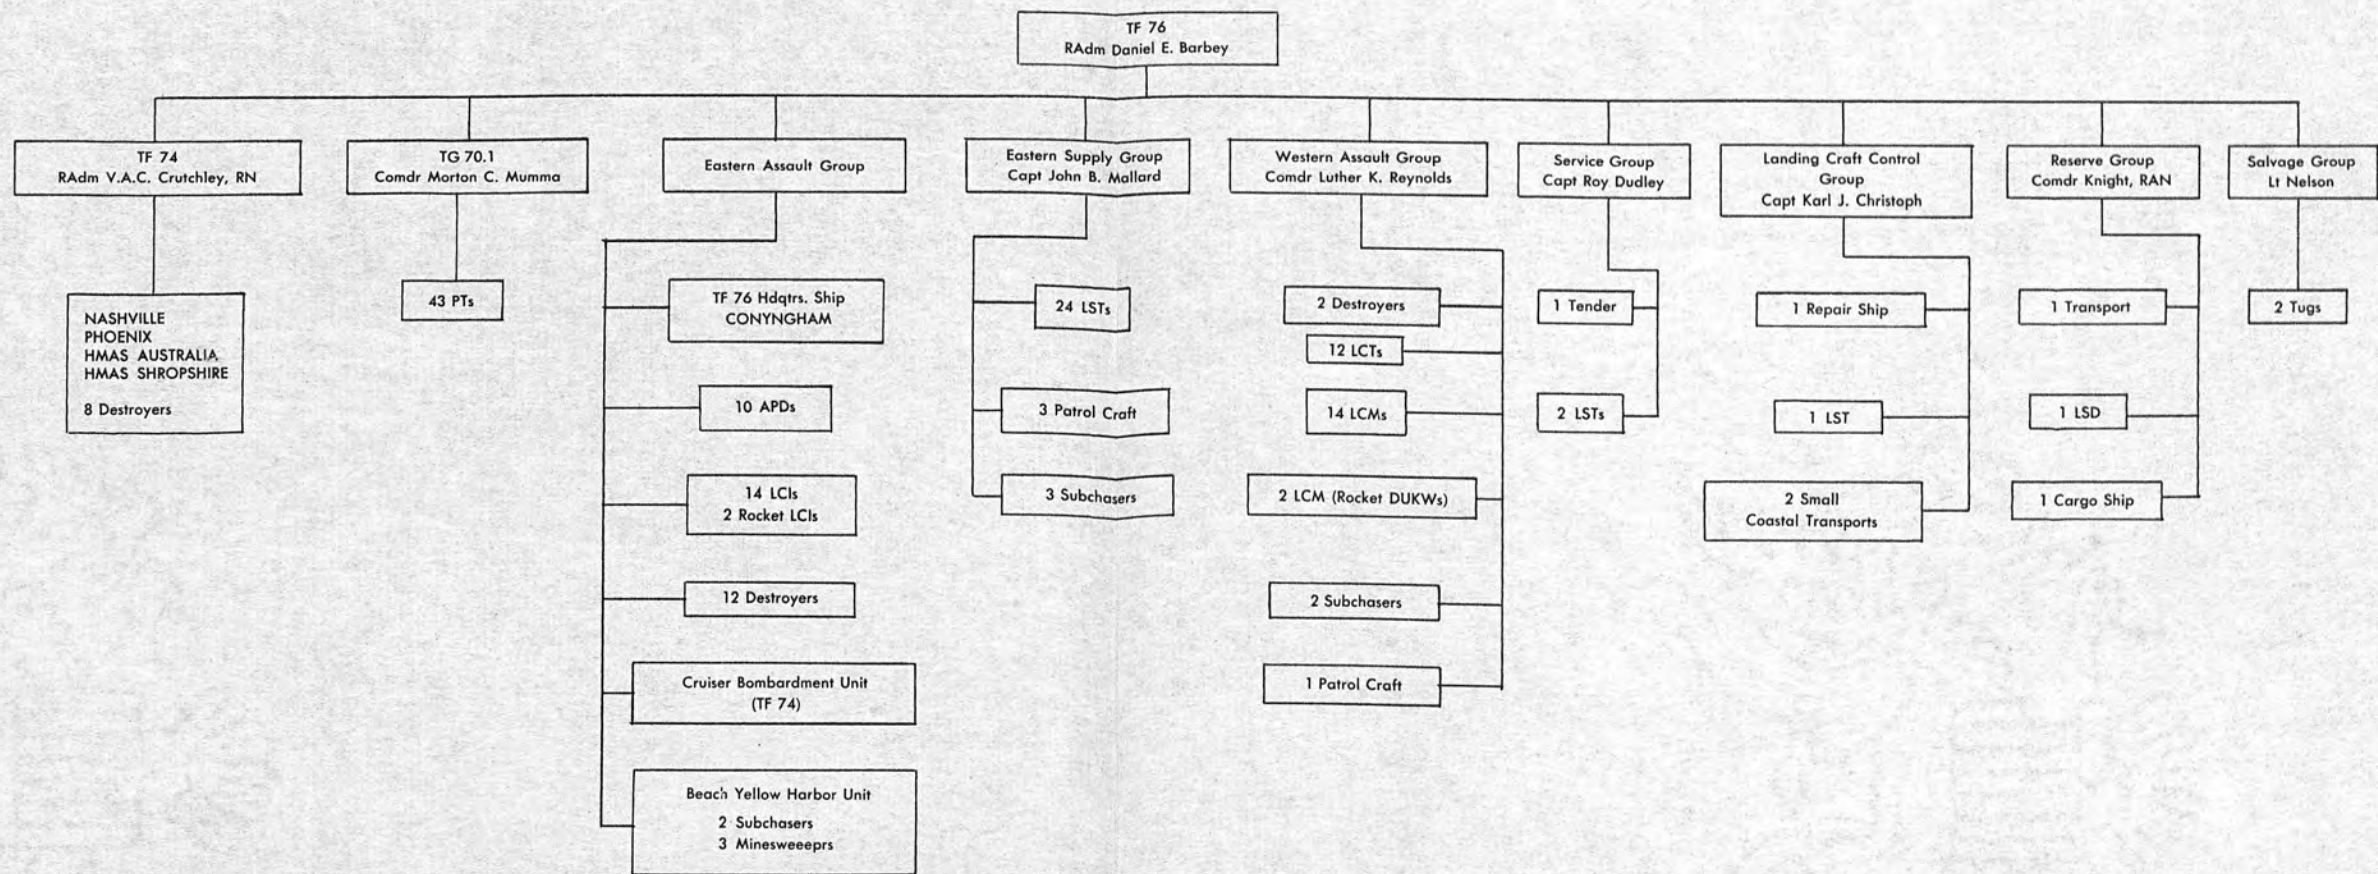 TF 76
RAdm Daniel E. Barbey
TF 74
RAdm V.A.C. Crutchley, RN
TG 70.1
Comdr Morton C. Mumma
Eastern Assault Group
Eastern Supply Group
Capt John B. Mallard
Western Assault Group
Comdr Luther K. Reynolds
Service Group
Capt Roy Dudley
Landing Craft Control
Group
Capt Karl J. Christoph
Reserve Group
Comdr Knight, RAN
Salvage Group
Lt Nelson
NASHVILLE
PHOENIX
HMAS AUSTRALIA
HMAS SHROPSHIRE
8 Destroyers
43 PTs
TF 76 Hdqtrs. Ship
CONYNGHAM
10 APDs
14 LCIs
2 Rocket LCIs
12 Destroyers
Cruiser Bombardment Unit
(TF 74)
Beach Yellow Harbor Unit
2 Subchasers
3 Minesweeeprs
24 LSTs
3 Patrol Craft
3 Subchasers
2 Destroyers
12 LCTs
14 LCMs
2 LCM (Rocket DUKWs)
2 Subchasers
1 Patrol Craft
1 Tender
2 LSTs
1 Repair Ship
1 LST
2 Small
Coastal Transports
1 Transport
1 LSD
1 Cargo Ship
2 Tugs